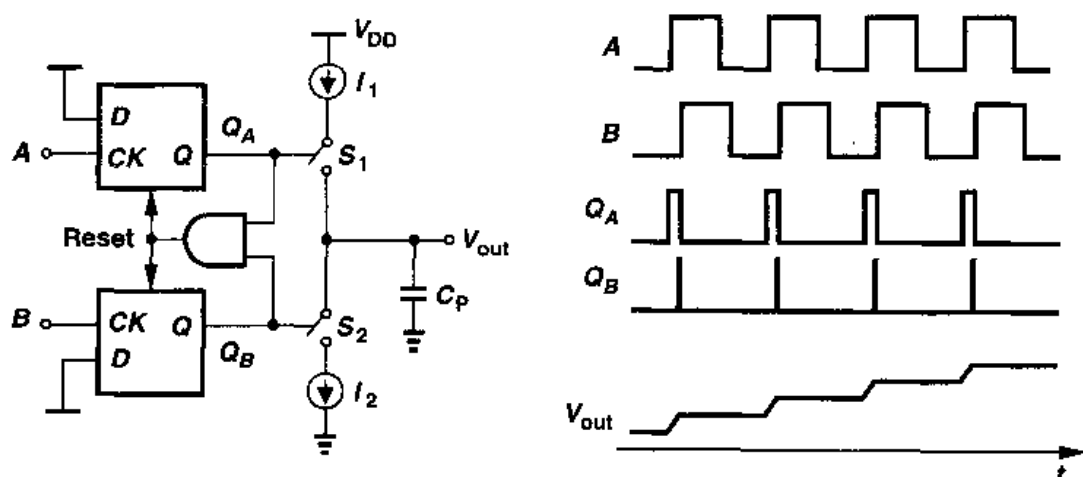 V_DD
I_1
D
Q_A
A
CK
Q
S_1
Reset
V_out
C_P
B
CK
Q
S_2
D
Q_B
I_2
A
B
Q_A
Q_B
V_out
t